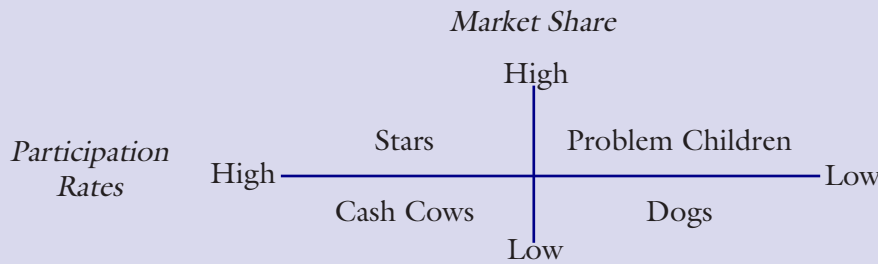 Market Share
High
Stars
Problem Children
Participation
Rates
High
Low
Cash Cows
Dogs
Low